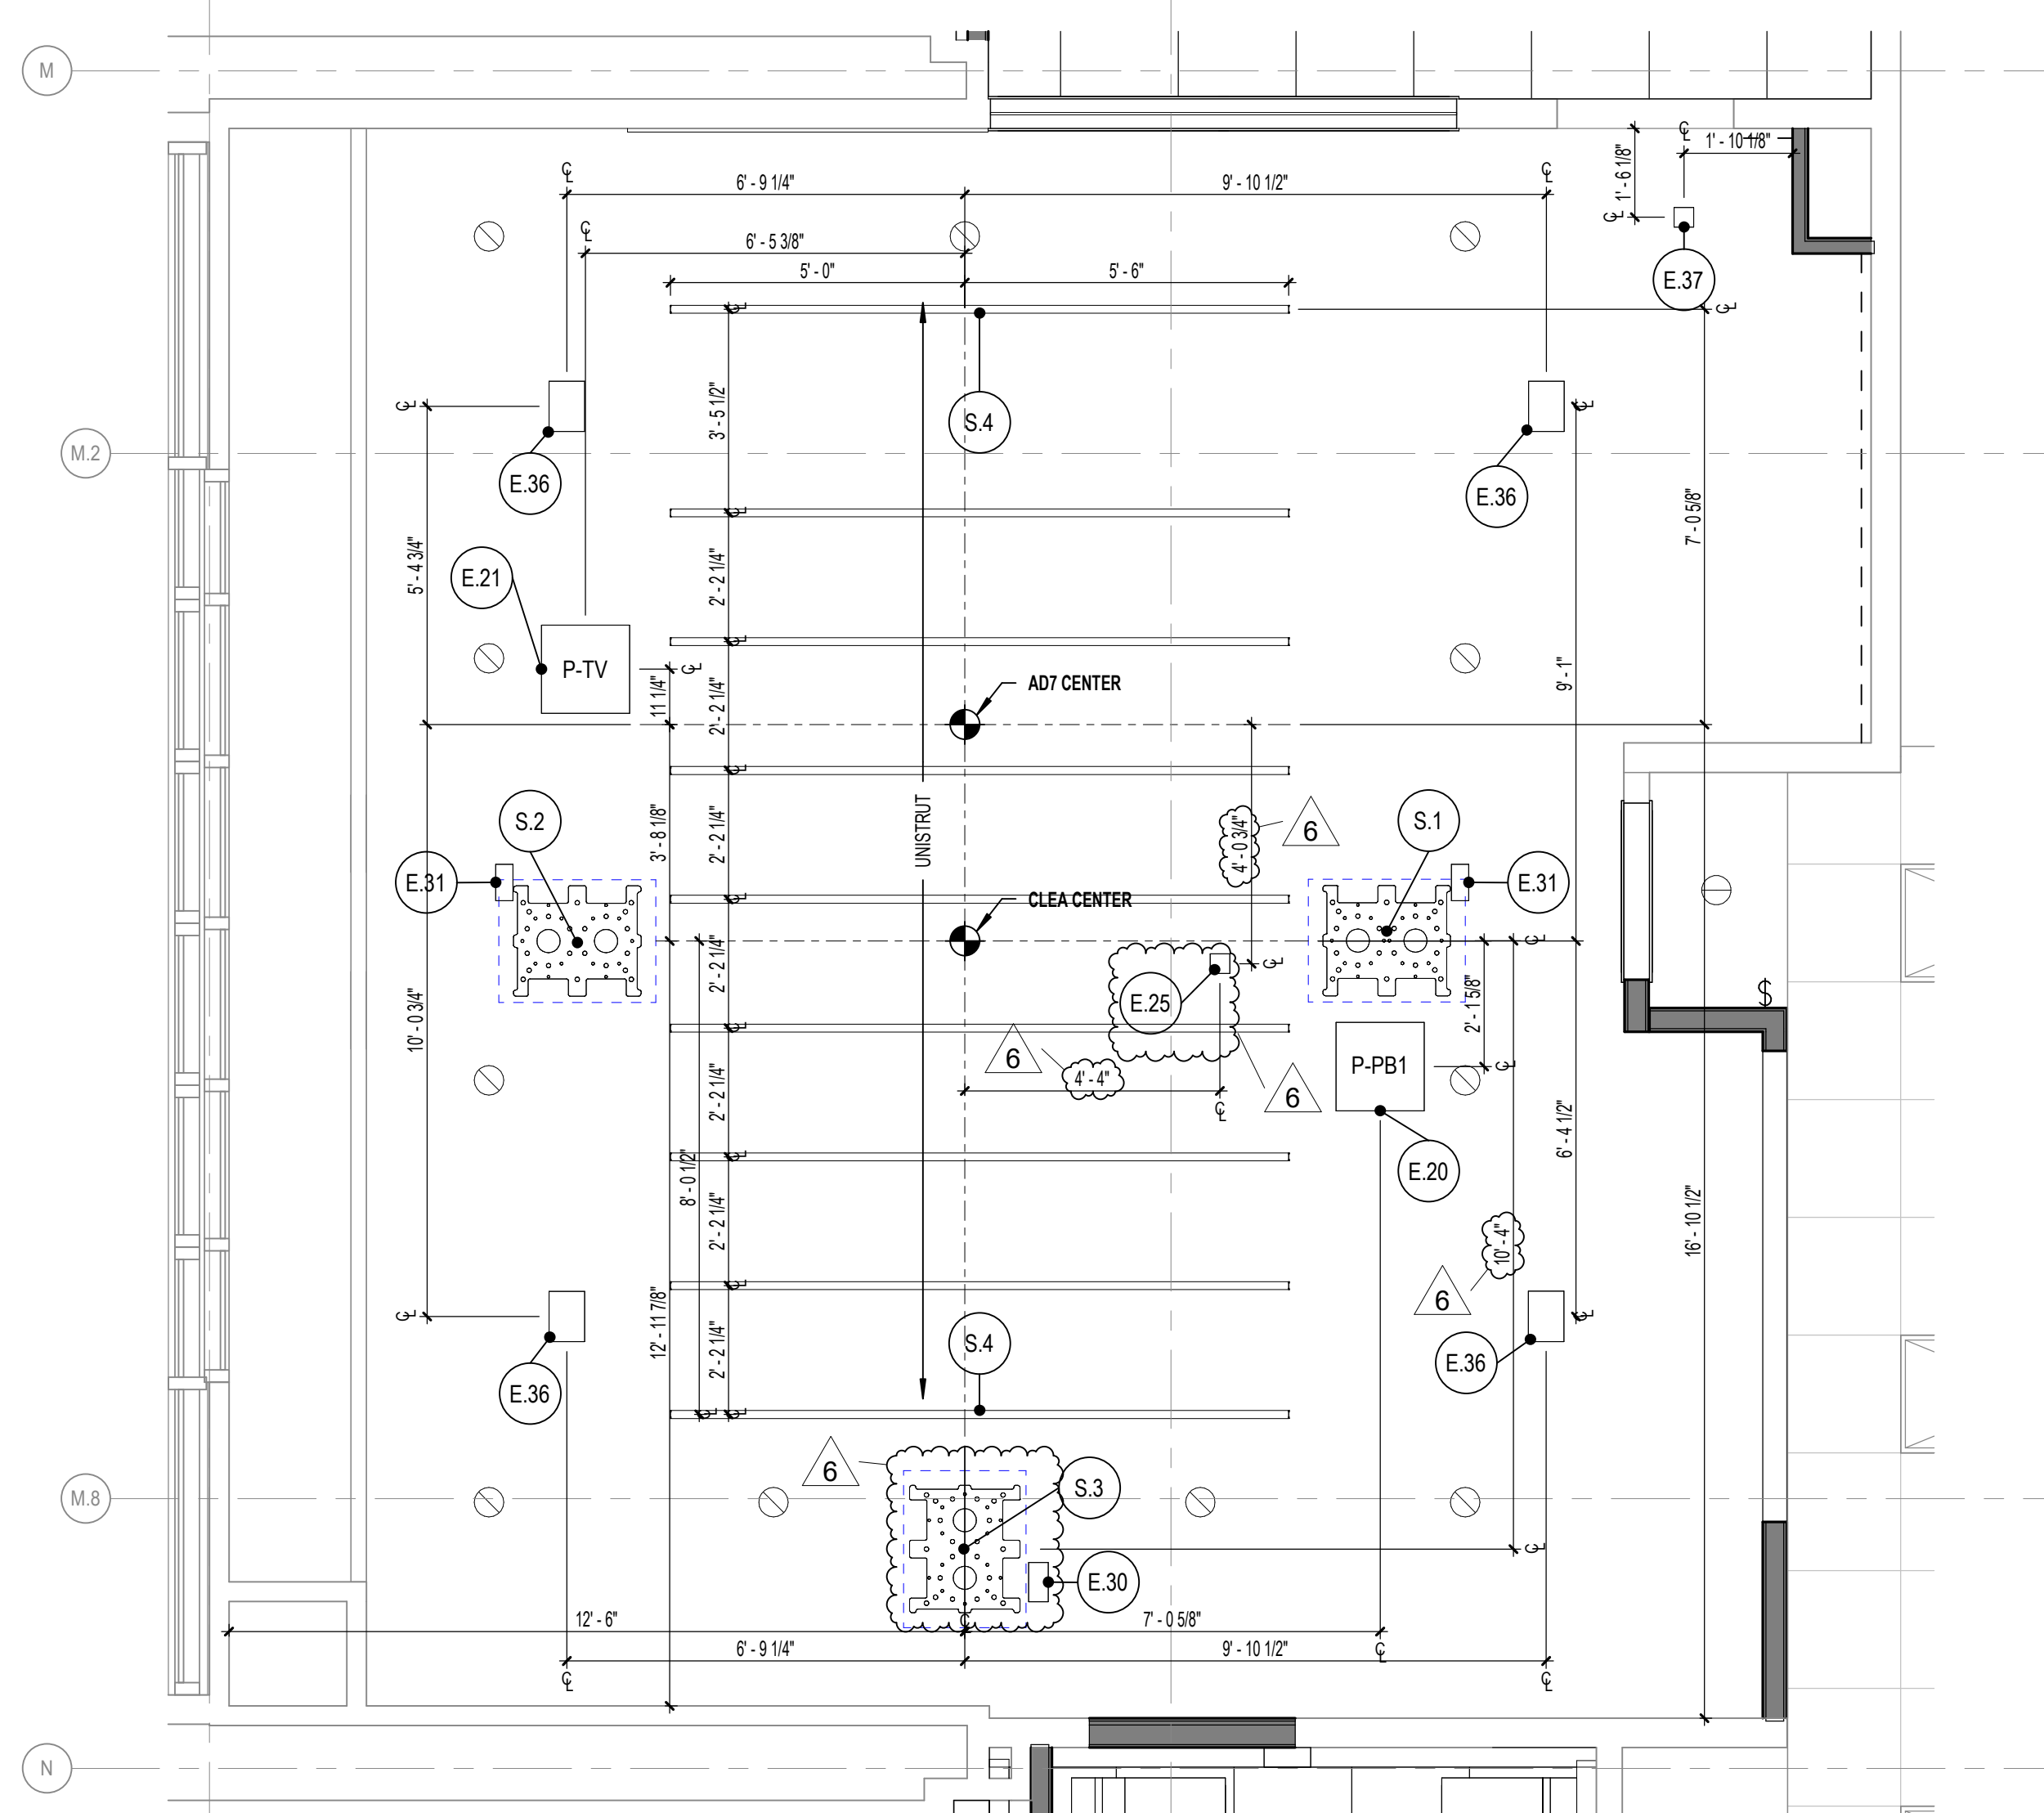 M
1' - 10 1/8"
1' - 6 1/8"
6' - 9 1/4"
9' - 10 1/2"
6' - 5 3/8"
5' - 0"
5' - 6"
E.37
3' - 5 1/2"
S.4
M.2
E.36
E.36
7' - 0 5/8"
5' - 4 3/4"
E.21
2' - 2 1/4"
P-TV
11 1/4"
2' - 2 1/4"
AD7 CENTER
9' - 1"
S.2
3' - 8 1/8"
2' - 2 1/4"
UNISTRUT
4' - 0 3/4"
6
S.1
E.31
E.31
CLEA CENTER
10' - 0 3/4"
2' - 2 1/4"
E.25
2' - 1 5/8"
$
6
4' - 4"
6
P-PB1
2' - 2 1/4"
6' - 4 1/2"
E.20
8' - 0 1/2"
2' - 2 1/4"
10' - 4"
16' - 10 1/2"
6
12' - 11 7/8"
2' - 2 1/4"
S.4
E.36
E.36
6
S.3
M.8
E.30
12' - 6"
7' - 0 5/8"
6' - 9 1/4"
9' - 10 1/2"
N